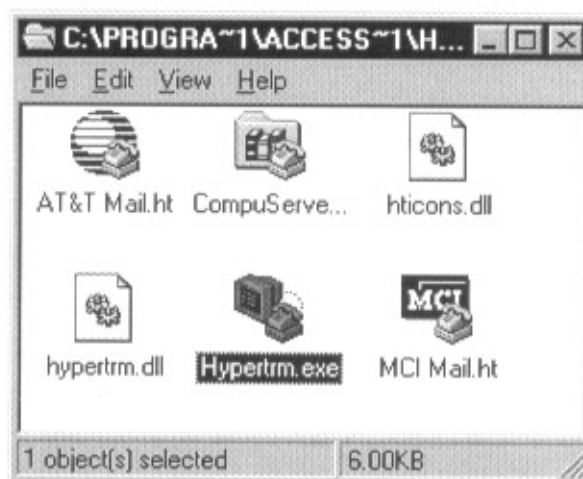 C:\PROGRA~1\ACCESS~1\H...
File Edit View Help
AT&T Mail.ht CompuServe... hticons.dll
MCI
hypertrm.dll Hypertrm.exe MCI Mail.ht
1 object(s) selected 6.00KB